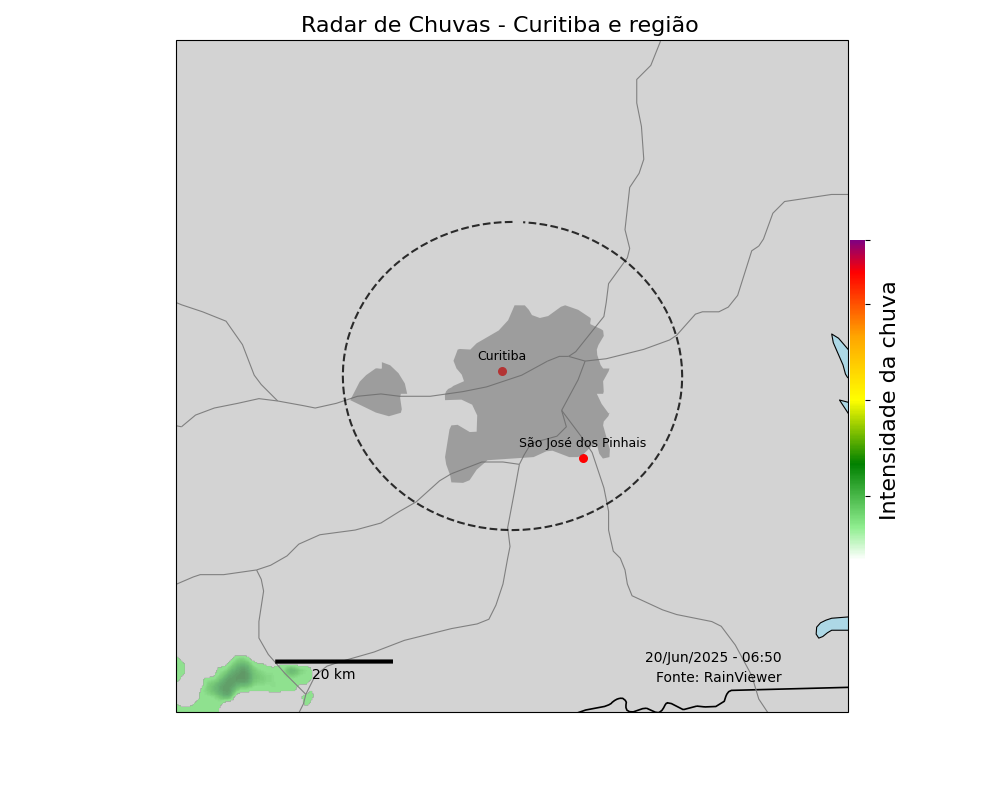 Radar de Chuvas - Curitiba e região
Curitiba
São José dos Pinhais
Intensidade da chuva
20 km
20/Jun/2025 - 06:50
Fonte: RainViewer